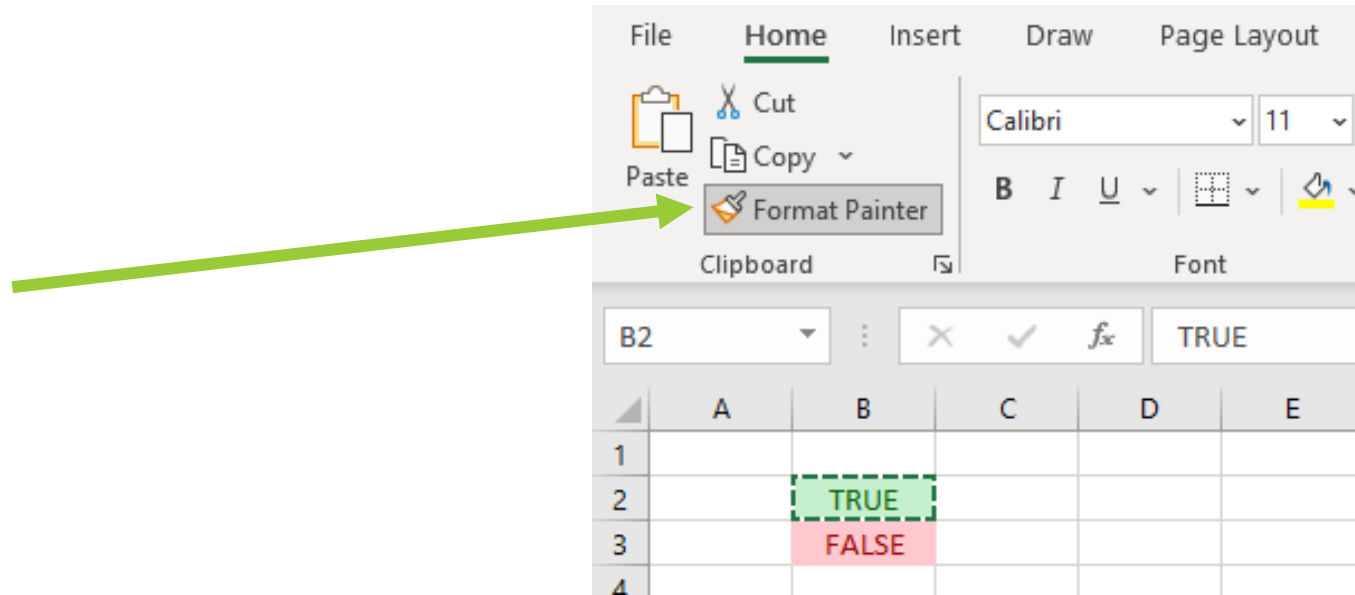 File Home Insert Draw Page Layout
Cut
Calibri 11
Copy
Paste
B I U
Format Painter
Clipboard Font
B2 fx TRUE
A B C D E
1
2 TRUE
3 FALSE
4